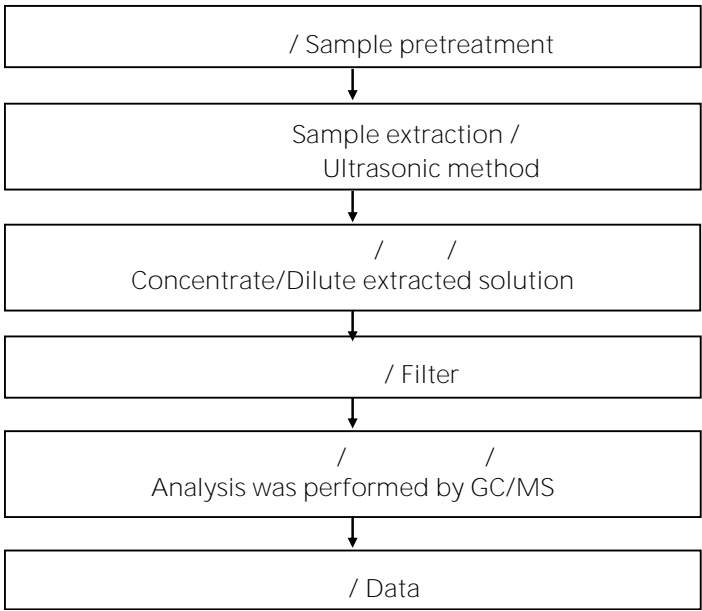 / Sample pretreatment
Sample extraction /
Ultrasonic method
/ /
Concentrate/Dilute extracted solution
/ Filter
/ /
Analysis was performed by GC/MS
/ Data